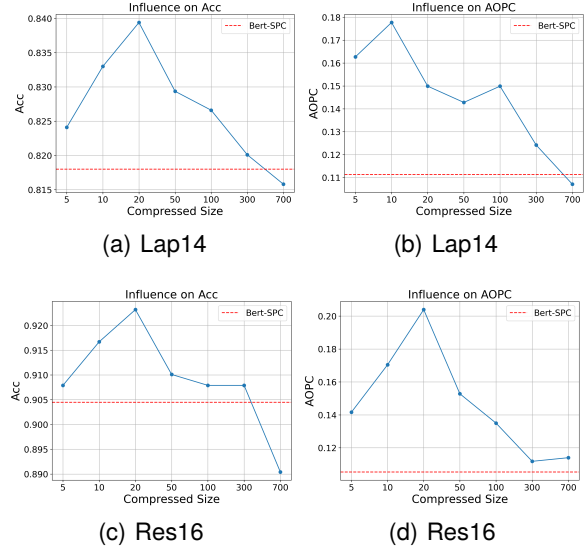 Influence on Acc
Bert-SPC
Acc
0.840
0.835
0.830
0.825
0.820
0.815
5 10 20 50 100 300 700
Compressed Size
(a) Lap14
Influence on AOPC
Bert-SPC
AOPC
0.18
0.17
0.16
0.15
0.14
0.13
0.12
0.11
5 10 20 50 100 300 700
Compressed Size
(b) Lap14
Influence on Acc
Bert-SPC
Acc
0.920
0.915
0.910
0.905
0.900
0.895
0.890
5 10 20 50 100 300 700
Compressed Size
(c) Res16
Influence on AOPC
Bert-SPC
AOPC
0.20
0.18
0.16
0.14
0.12
5 10 20 50 100 300 700
Compressed Size
(d) Res16